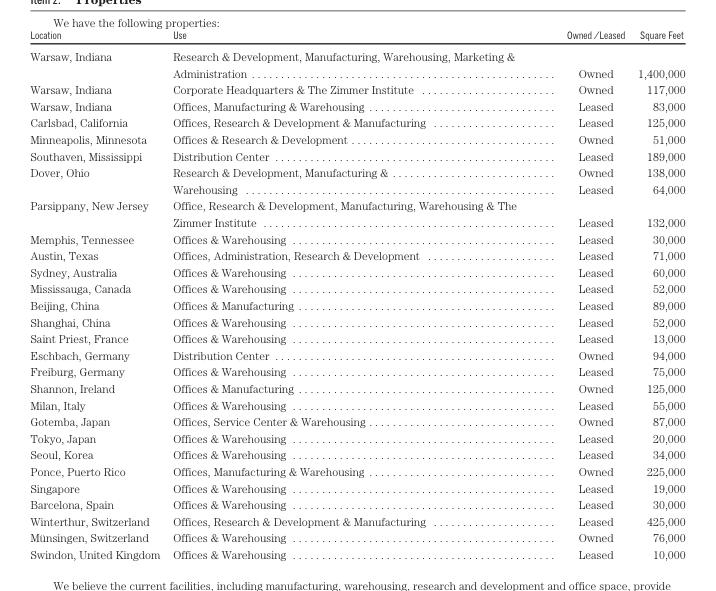 Item 2. Properties
We have the following properties:
Location Use Owned /Leased Square Feet
Warsaw, Indiana Research & Development, Manufacturing, Warehousing, Marketing &
Administration Owned 1,400,000
Warsaw, Indiana Corporate Headquarters & The Zimmer Institute Owned 117,000
Warsaw, Indiana Offices, Manufacturing & Warehousing Leased 83,000
Carlsbad, California Offices, Research & Development & Manufacturing Leased 125,000
Minneapolis, Minnesota Offices & Research & Development Owned 51,000
Southaven, Mississippi Distribution Center Leased 189,000
Dover, Ohio Research & Development, Manufacturing & Owned 138,000
Warehousing Leased 64,000
Parsippany, New Jersey Office, Research & Development, Manufacturing, Warehousing & The
Zimmer Institute Leased 132,000
Memphis, Tennessee Offices & Warehousing Leased 30,000
Austin, Texas Offices, Administration, Research & Development Leased 71,000
Sydney, Australia Offices & Warehousing Leased 60,000
Mississauga, Canada Offices & Warehousing Leased 52,000
Beijing, China Offices & Manufacturing Leased 89,000
Shanghai, China Offices & Warehousing Leased 52,000
Saint Priest, France Offices & Warehousing Leased 13,000
Eschbach, Germany Distribution Center Owned 94,000
Freiburg, Germany Offices & Warehousing Leased 75,000
Shannon, Ireland Offices & Manufacturing Owned 125,000
Milan, Italy Offices & Warehousing Leased 55,000
Gotemba, Japan Offices, Service Center & Warehousing Owned 87,000
Tokyo, Japan Offices & Warehousing Leased 20,000
Seoul, Korea Offices & Warehousing Leased 34,000
Ponce, Puerto Rico Offices, Manufacturing & Warehousing Owned 225,000
Singapore Offices & Warehousing Leased 19,000
Barcelona, Spain Offices & Warehousing Leased 30,000
Winterthur, Switzerland Offices, Research & Development & Manufacturing Leased 425,000
Münsingen, Switzerland Offices & Warehousing Owned 76,000
Swindon, United Kingdom Offices & Warehousing Leased 10,000
We believe the current facilities, including manufacturing, warehousing, research and development and office space, provide